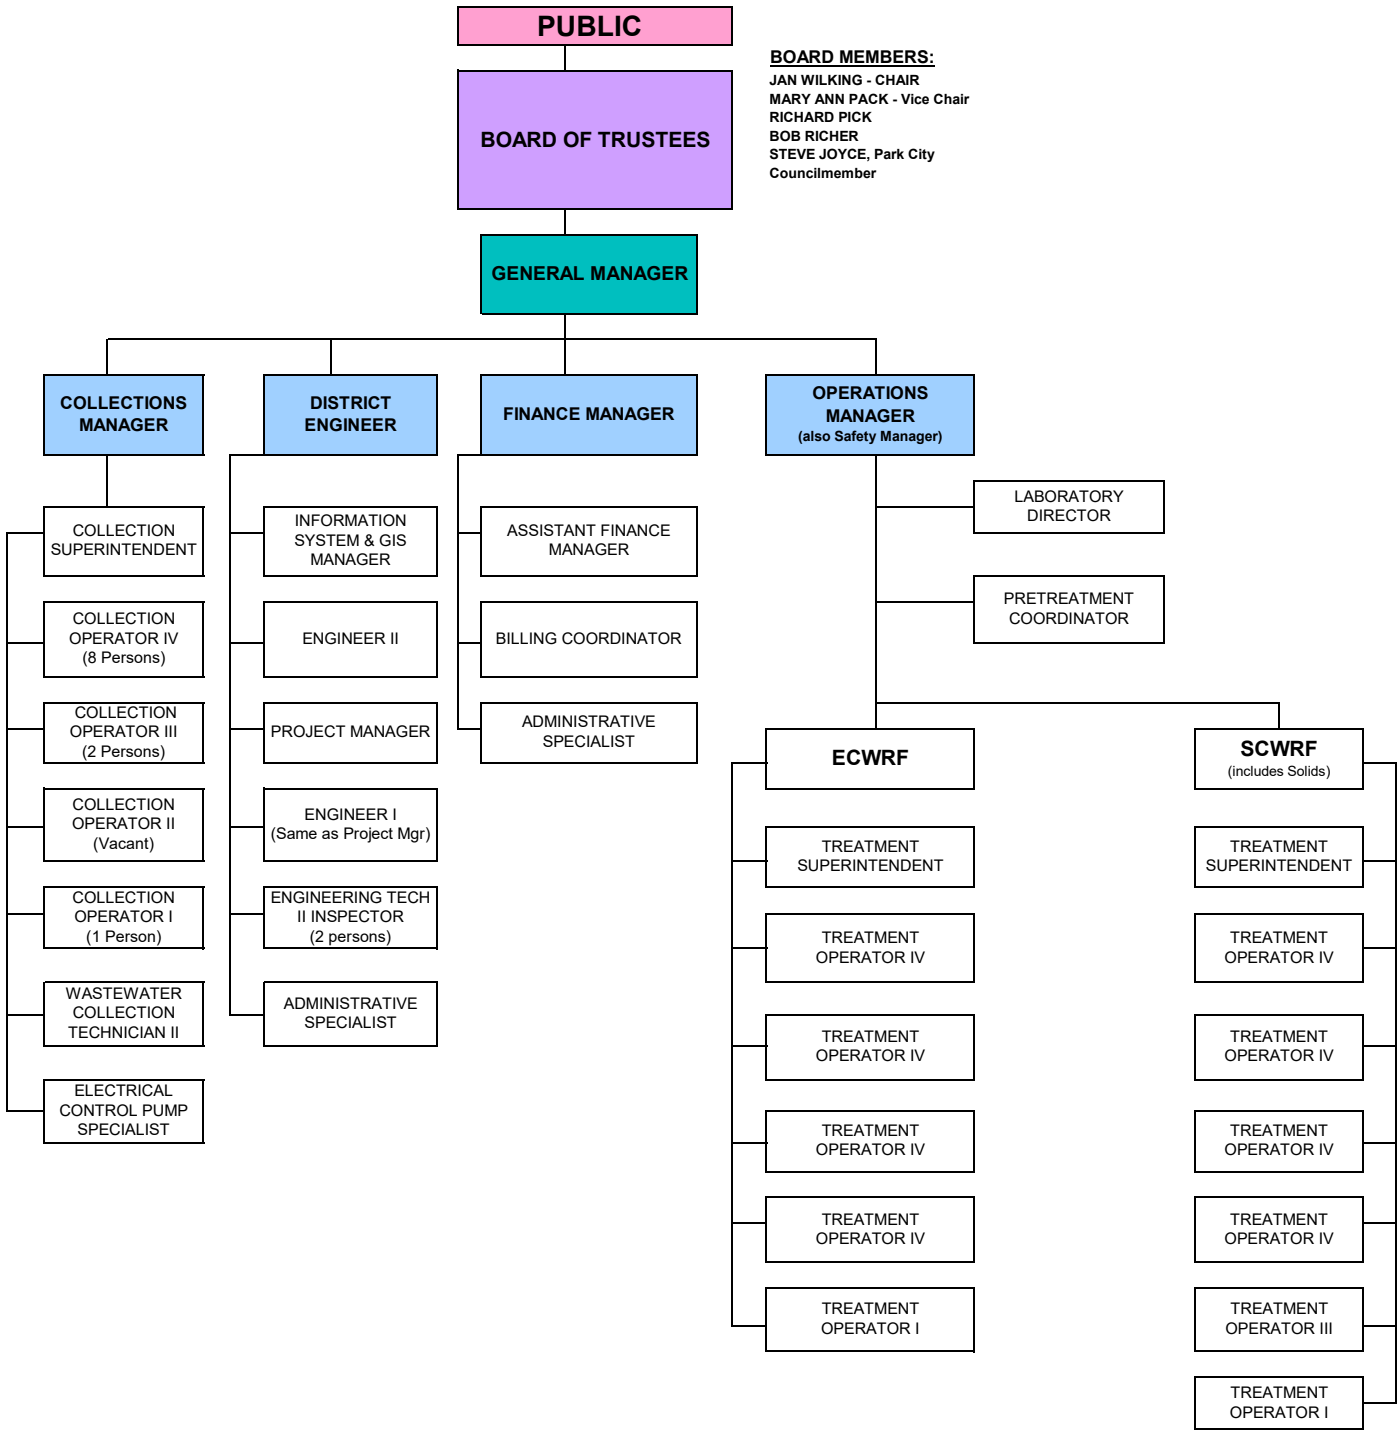 PUBLIC
BOARD MEMBERS:
JAN WILKING - CHAIR
MARY ANN PACK - Vice Chair
RICHARD PICK
BOB RICHER
STEVE JOYCE, Park City
Councilmember
BOARD OF TRUSTEES
GENERAL MANAGER
COLLECTIONS
MANAGER
DISTRICT
ENGINEER
FINANCE MANAGER
OPERATIONS
MANAGER
(also Safety Manager)
COLLECTION
SUPERINTENDENT
COLLECTION
OPERATOR IV
(8 Persons)
COLLECTION
OPERATOR III
(2 Persons)
COLLECTION
OPERATOR II
(Vacant)
COLLECTION
OPERATOR I
(1 Person)
WASTEWATER
COLLECTION
TECHNICIAN II
ELECTRICAL
CONTROL PUMP
SPECIALIST
INFORMATION
SYSTEM & GIS
MANAGER
ENGINEER II
PROJECT MANAGER
ENGINEER I
(Same as Project Mgr)
ENGINEERING TECH
II INSPECTOR
(2 persons)
ADMINISTRATIVE
SPECIALIST
ASSISTANT FINANCE
MANAGER
BILLING COORDINATOR
ADMINISTRATIVE
SPECIALIST
LABORATORY
DIRECTOR
PRETREATMENT
COORDINATOR
ECWRF
TREATMENT
SUPERINTENDENT
TREATMENT
OPERATOR IV
TREATMENT
OPERATOR IV
TREATMENT
OPERATOR IV
TREATMENT
OPERATOR IV
TREATMENT
OPERATOR I
SCWRF
(includes Solids)
TREATMENT
SUPERINTENDENT
TREATMENT
OPERATOR IV
TREATMENT
OPERATOR IV
TREATMENT
OPERATOR IV
TREATMENT
OPERATOR IV
TREATMENT
OPERATOR III
TREATMENT
OPERATOR I